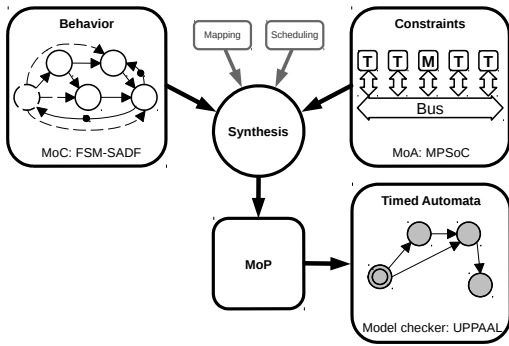 Behavior
MoC: FSM-SADF
Mapping
Scheduling
Synthesis
Constraints
T T M T T
Bus
MoA: MPSoC
MoP
Timed Automata
Model checker: UPPAAL